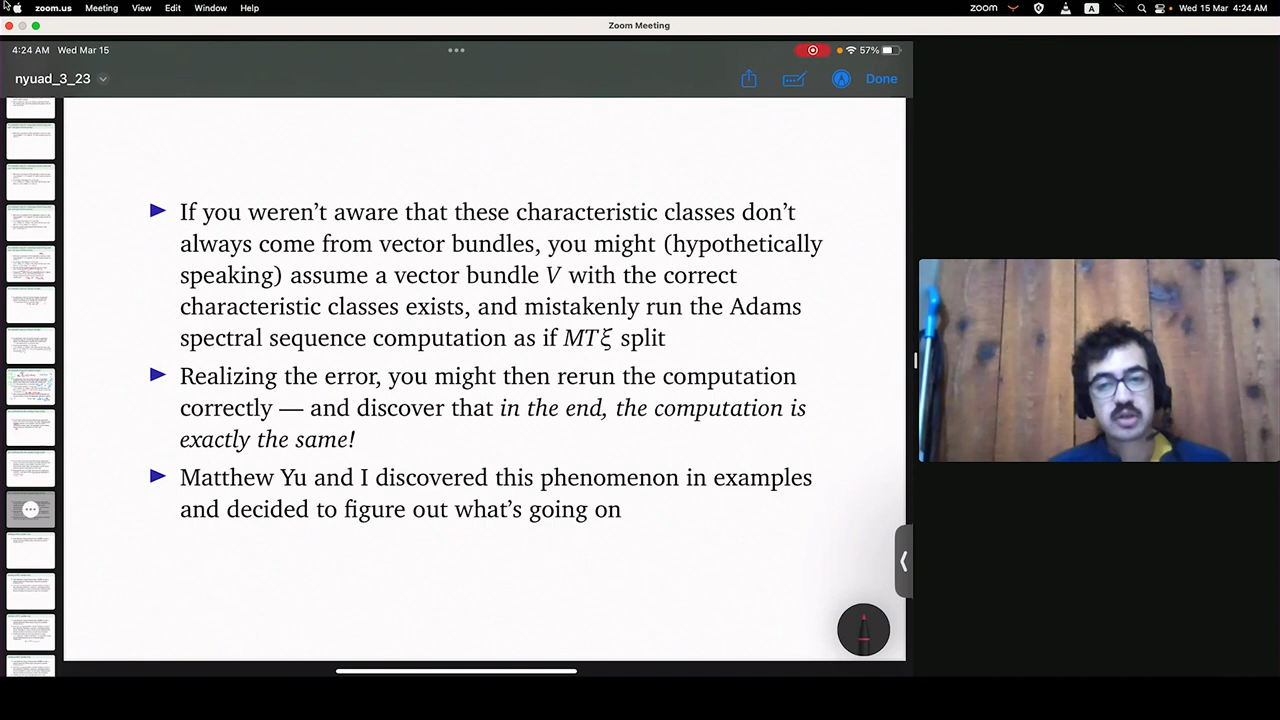 zoom.us Meeting View Edit Window Help zoom A Wed 15 Mar 4:24 AM
Zoom Meeting
4:24 AM Wed Mar 15 57%
nyuad_3_23 Done
If you weren't aware that these characteristic classes don't
always come from vector bundles, you might (hypothetically
speaking) assume a vector bundle V with the correct
characteristic classes exists, and mistakenly run the Adams
spectral sequence computation as if MTξ split
Realizing the error, you might then rerun the computation
correctly — and discover that in the end, the computation is
exactly the same!
Matthew Yu and I discovered this phenomenon in examples
and decided to figure out what's going on